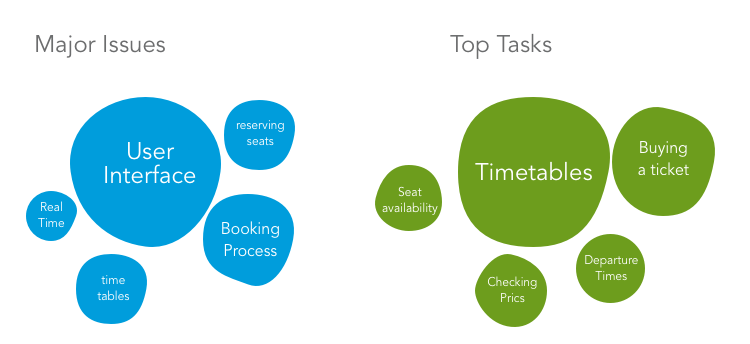 Major Issues
User
Interface
reserving
seats
Real
Time
Booking
Process
time
tables
Top Tasks
Timetables
Buying
a ticket
Seat
availability
Departure
Times
Checking
Prics